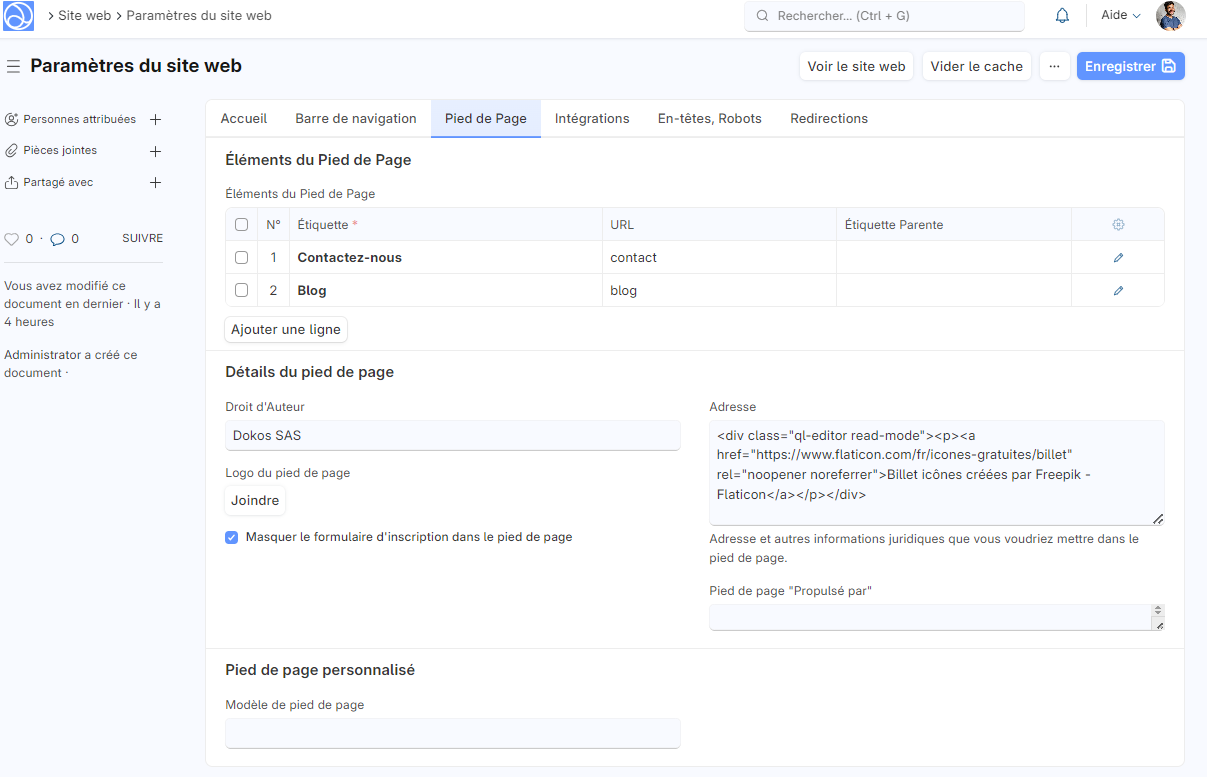 Site web
Paramètres du site web
Rechercher... (Ctrl + G)
Aide
Paramètres du site web
Voir le site web
Vider le cache
...
Enregistrer
Personnes attribuées
Pièces jointes
Partagé avec
0 · 0
SUIVRE
Vous avez modifié ce
document en dernier · Il y a
4 heures
Administrator a créé ce
document ·
Accueil
Barre de navigation
Pied de Page
Intégrations
En-têtes, Robots
Redirections
Éléments du Pied de Page
Éléments du Pied de Page
N° Étiquette * URL Étiquette Parente
1 Contactez-nous contact
2 Blog blog
Ajouter une ligne
Détails du pied de page
Droit d'Auteur
Dokos SAS
Logo du pied de page
Joindre
Masquer le formulaire d'inscription dans le pied de page
Adresse
<div class="ql-editor read-mode"><p><a
href="https://www.flaticon.com/fr/icones-gratuites/billet"
rel="noopener noreferrer">Billet icônes créées par Freepik -
Flaticon</a></p></div>
Adresse et autres informations juridiques que vous voudriez mettre dans le
pied de page.
Pied de page "Propulsé par"
Pied de page personnalisé
Modèle de pied de page